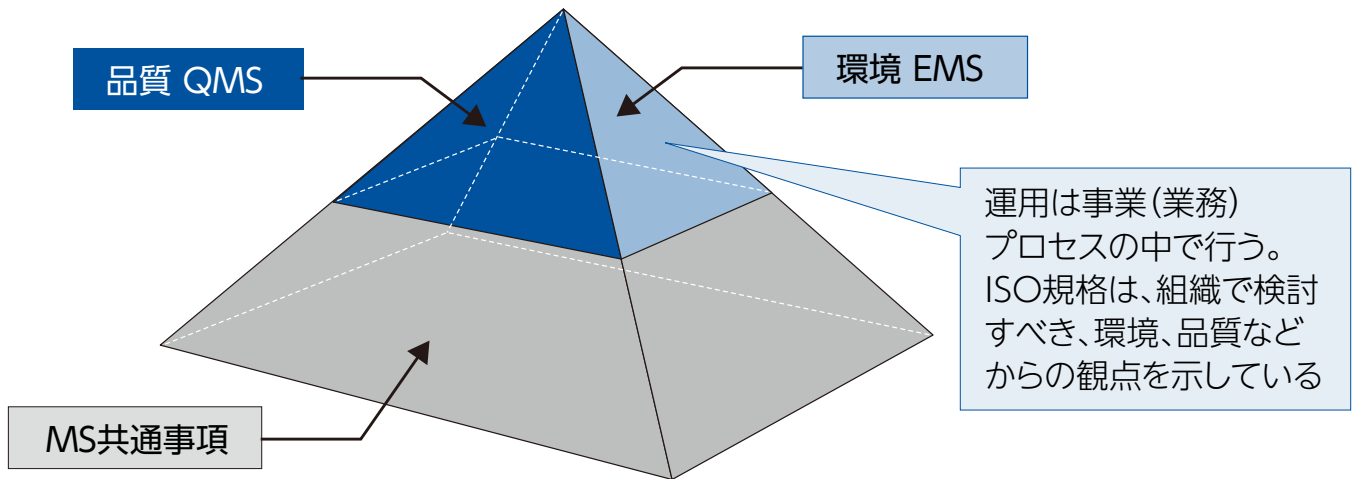 品質 QMS
環境 EMS
運用は事業(業務)
プロセスの中で行う。
ISO規格は、組織で検討
すべき、環境、品質など
からの観点を示している
MS共通事項